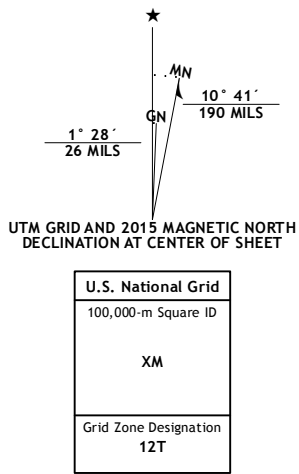 ★
MN
GN
10° 41´
190 MILS
1° 28´
26 MILS
UTM GRID AND 2015 MAGNETIC NORTH
DECLINATION AT CENTER OF SHEET
U.S. National Grid
100,000-m Square ID
XM
Grid Zone Designation
12T